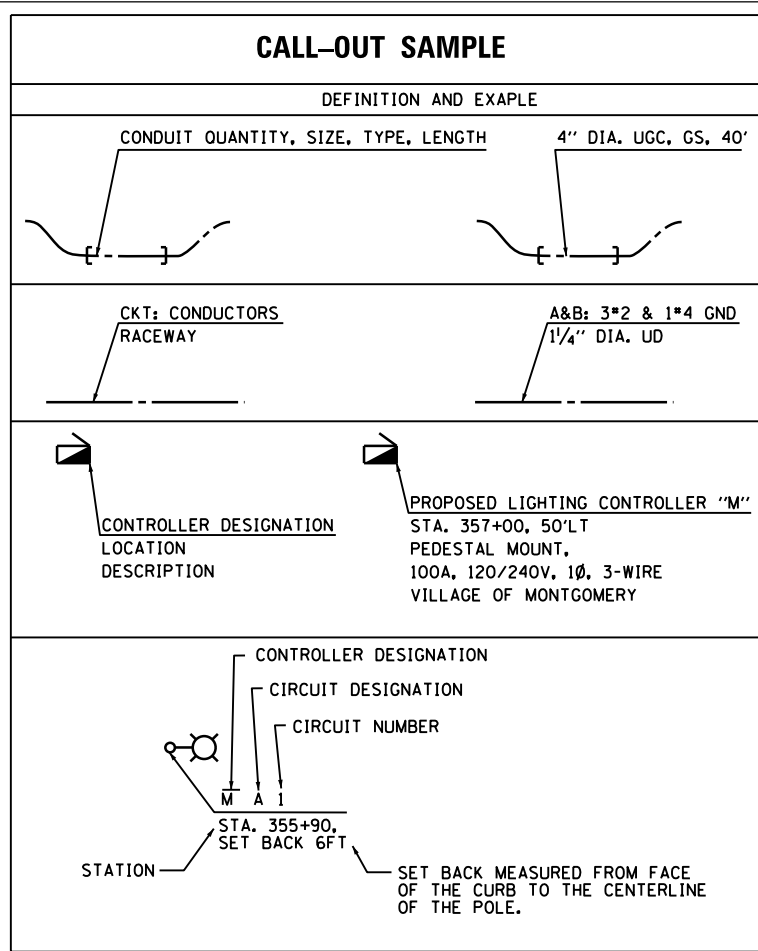 CALL–OUT SAMPLE
DEFINITION AND EXAPLE
CONDUIT QUANTITY, SIZE, TYPE, LENGTH
4" DIA. UGC, GS, 40'
CKT: CONDUCTORS
RACEWAY
A&B: 3#2 & 1#4 GND
1 1/4" DIA. UD
CONTROLLER DESIGNATION
LOCATION
DESCRIPTION
PROPOSED LIGHTING CONTROLLER "M"
STA. 357+00, 50'LT
PEDESTAL MOUNT,
100A, 120/240V, 1Ø, 3-WIRE
VILLAGE OF MONTGOMERY
CONTROLLER DESIGNATION
CIRCUIT DESIGNATION
CIRCUIT NUMBER
M A 1
STA. 355+90,
SET BACK 6FT
STATION
SET BACK MEASURED FROM FACE
OF THE CURB TO THE CENTERLINE
OF THE POLE.